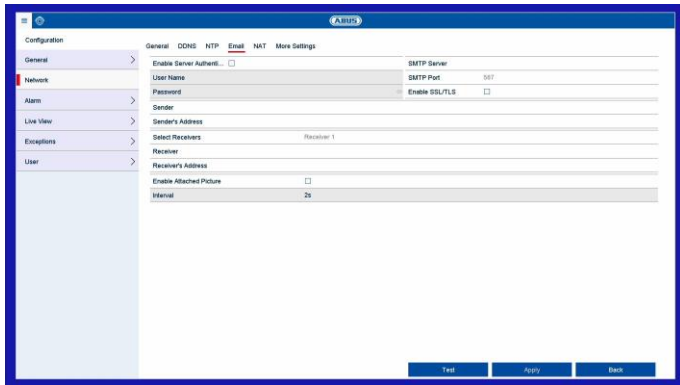 ABUS
Configuration
General
Network
Alarm
Live View
Exceptions
User
General DDNS NTP Email NAT More Settings
Enable Server Authenti... SMTP Server
User Name SMTP Port 587
Password Enable SSL/TLS
Sender
Sender's Address
Select Receivers Receiver 1
Receiver
Receiver's Address
Enable Attached Picture
Interval 2s
Test Apply Back